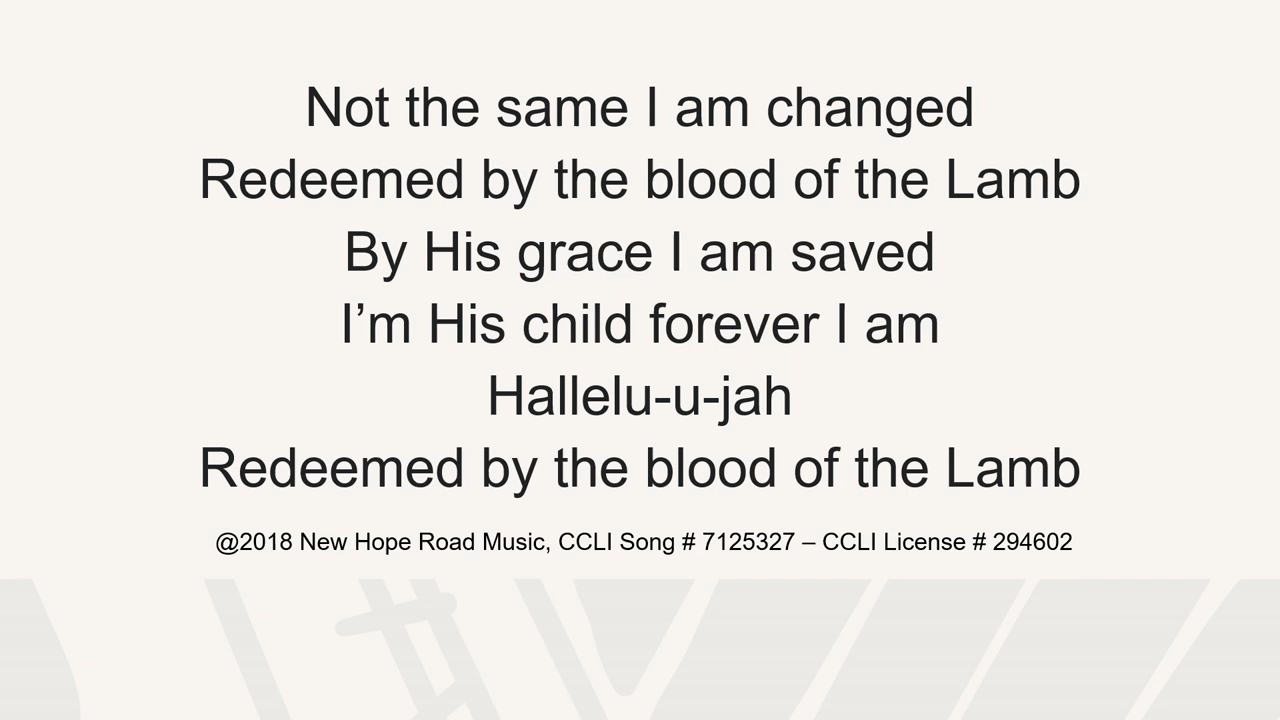 Not the same I am changed
Redeemed by the blood of the Lamb
By His grace I am saved
I’m His child forever I am
Hallelu-u-jah
Redeemed by the blood of the Lamb
@2018 New Hope Road Music, CCLI Song # 7125327 – CCLI License # 294602